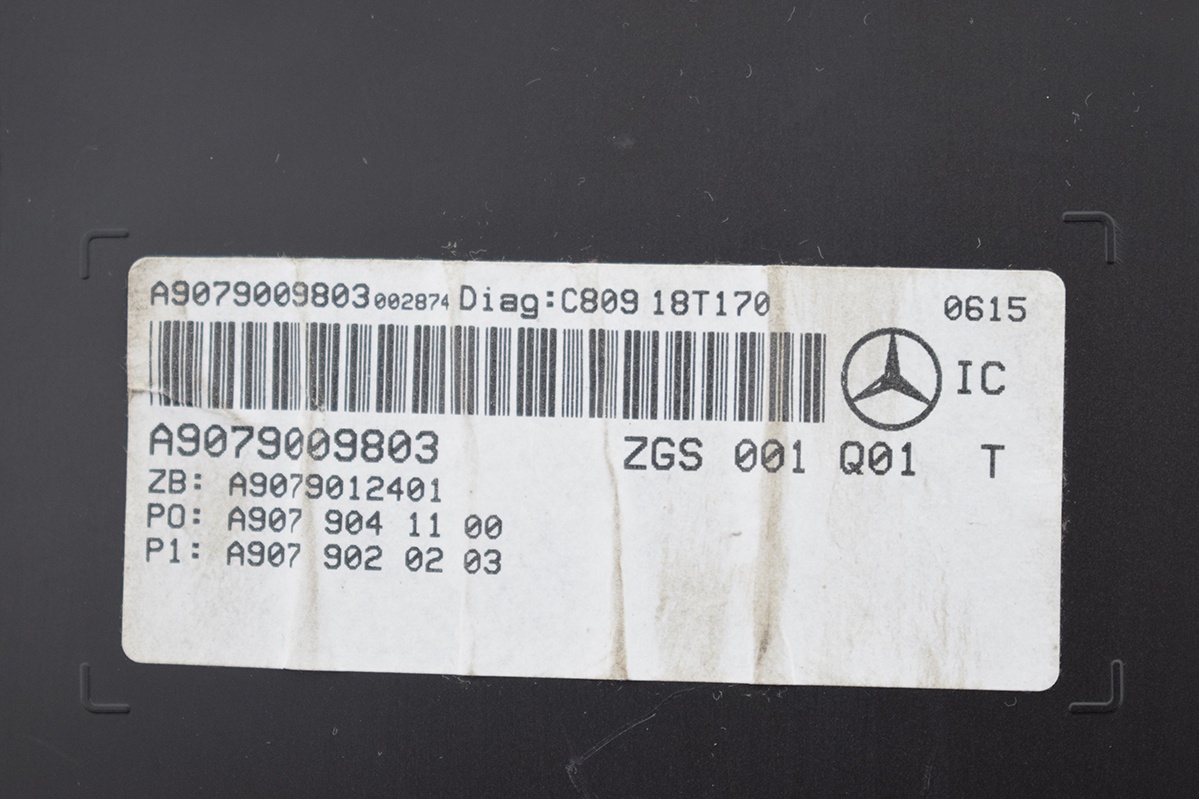 A9079009803 002874 Diag:C809 18T170 0615
IC
A9079009803 ZGS 001 Q01 T
ZB: A9079012401
P0: A907 904 11 00
P1: A907 902 02 03